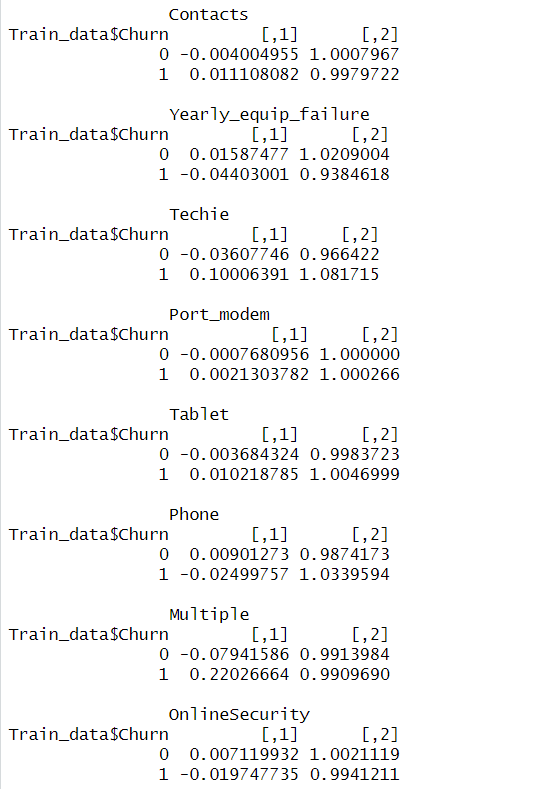 Contacts
Train_data$Churn [,1] [,2]
0 -0.004004955 1.0007967
1 0.011108082 0.9979722
Yearly_equip_failure
Train_data$Churn [,1] [,2]
0 0.01587477 1.0209004
1 -0.04403001 0.9384618
Techie
Train_data$Churn [,1] [,2]
0 -0.03607746 0.966422
1 0.10006391 1.081715
Port_modem
Train_data$Churn [,1] [,2]
0 -0.0007680956 1.000000
1 0.0021303782 1.000266
Tablet
Train_data$Churn [,1] [,2]
0 -0.003684324 0.9983723
1 0.010218785 1.0046999
Phone
Train_data$Churn [,1] [,2]
0 0.00901273 0.9874173
1 -0.02499757 1.0339594
Multiple
Train_data$Churn [,1] [,2]
0 -0.07941586 0.9913984
1 0.22026664 0.9909690
OnlineSecurity
Train_data$Churn [,1] [,2]
0 0.007119932 1.0021119
1 -0.019747735 0.9941211